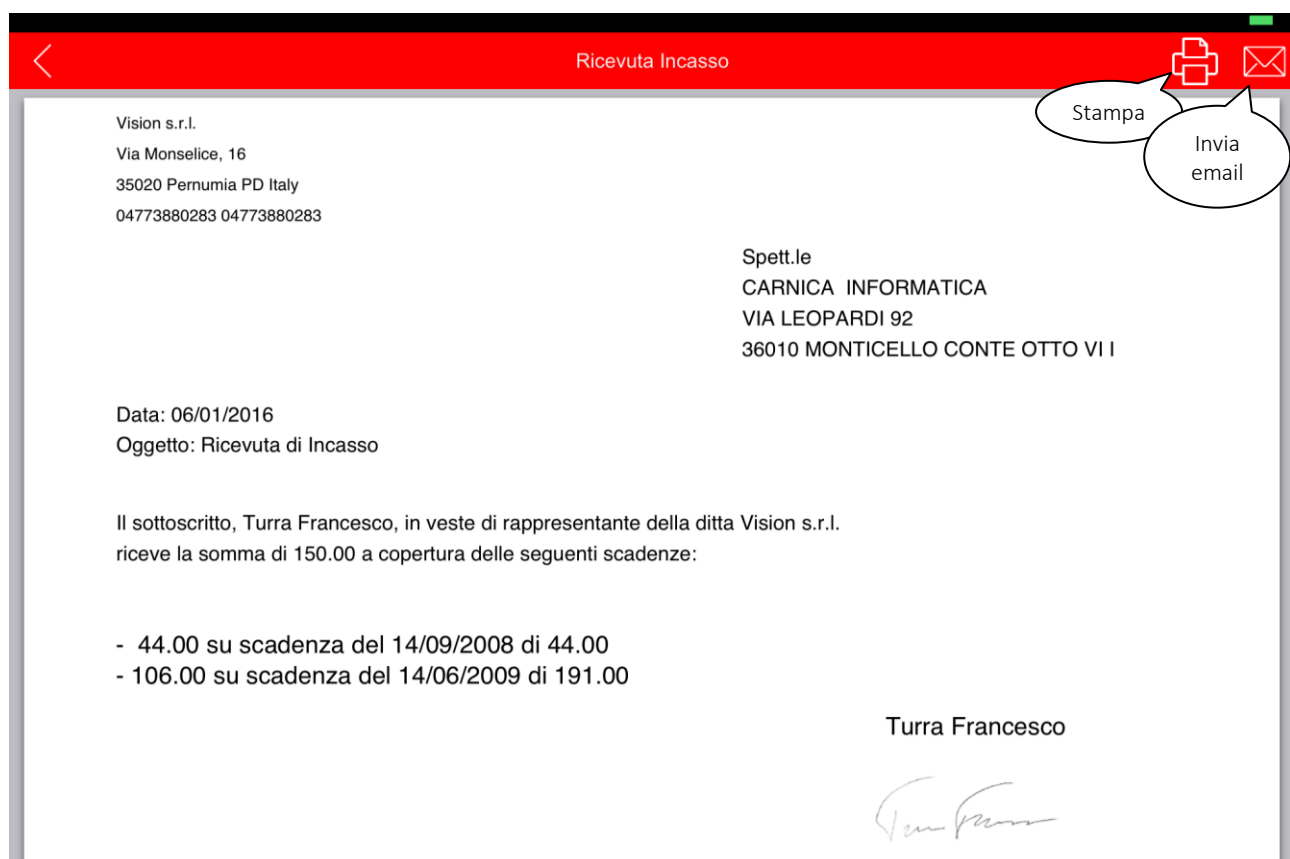 Ricevuta Incasso
Stampa
Invia
email
Vision s.r.l.
Via Monselice, 16
35020 Pernumia PD Italy
04773880283 04773880283
Spett.le
CARNICA  INFORMATICA
VIA LEOPARDI 92
36010 MONTICELLO CONTE OTTO VI I
Data: 06/01/2016
Oggetto: Ricevuta di Incasso
Il sottoscritto, Turra Francesco, in veste di rappresentante della ditta Vision s.r.l.
riceve la somma di 150.00 a copertura delle seguenti scadenze:
-  44.00 su scadenza del 14/09/2008 di 44.00
- 106.00 su scadenza del 14/06/2009 di 191.00
Turra Francesco